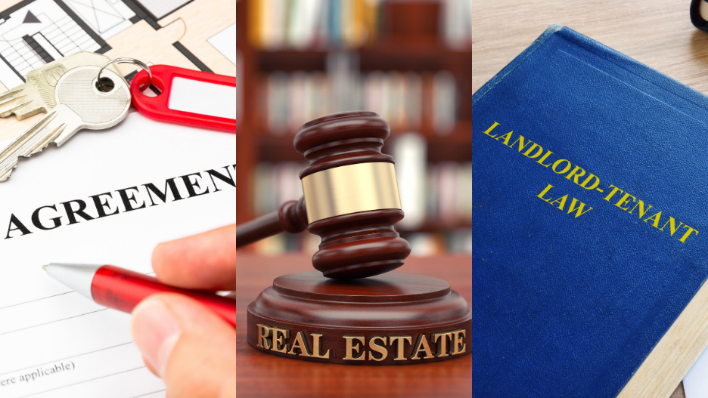 AGREEMEN
ere applicable)
REAL ESTATE
LANDLORD-TENANT
LAW